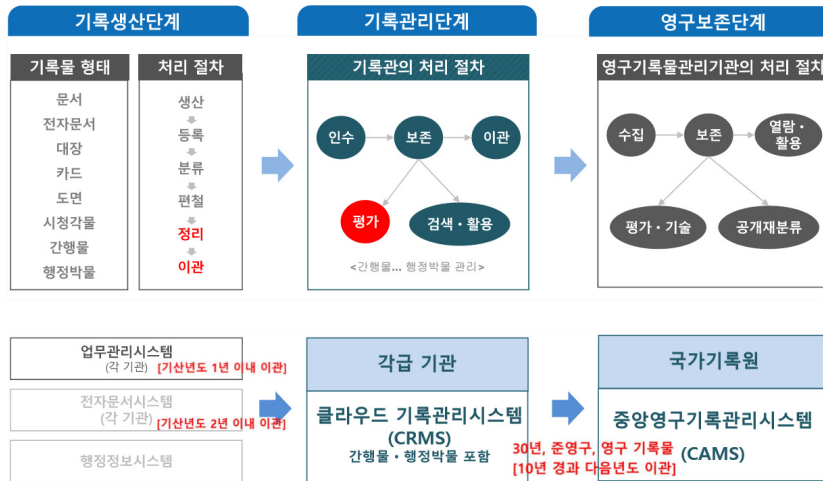 기록생산단계
기록관리단계
영구보존단계
기록물 형태
처리 절차
문서
전자문서
대장
카드
도면
시청각물
간행물
행정박물
생산
등록
분류
편철
정리
이관
기록관의 처리 절차
인수
보존
이관
평가
검색・활용
<간행물... 행정박물 관리>
영구기록물관리기관의 처리 절차
수집
보존
열람・
활용
평가・기술
공개재분류
업무관리시스템
(각 기관) [기산년도 1년 이내 이관]
전자문서시스템
(각 기관) [기산년도 2년 이내 이관]
행정정보시스템
각급 기관
클라우드 기록관리시스템
(CRMS)
간행물・행정박물 포함
30년, 준영구, 영구 기록물
[10년 경과 다음년도 이관]
국가기록원
중앙영구기록관리시스템
(CAMS)